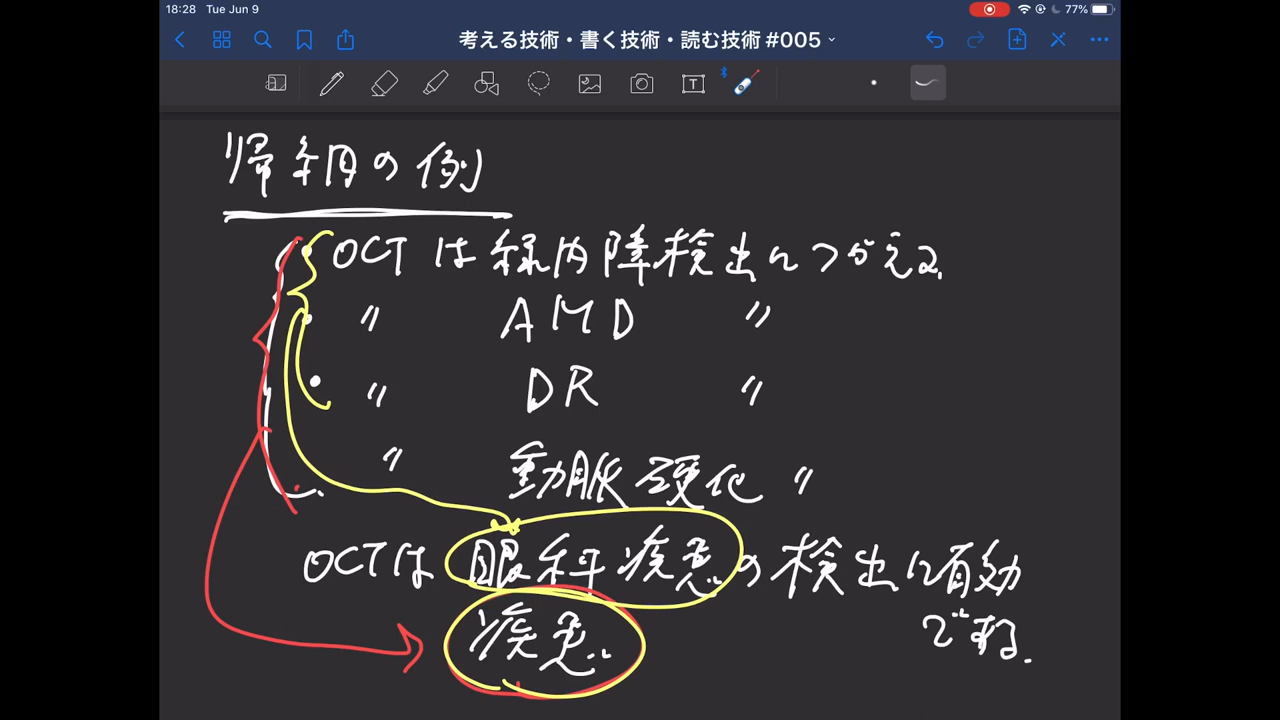 18:28 Tue Jun 9
77%
考える技術・書く技術・読む技術 #005
T
帰納の例
OCTは緑内障検出につかえる
〃 AMD 〃
〃 DR 〃
〃 動脈硬化 〃
OCTは眼科疾患の検出に有効
疾患
である.